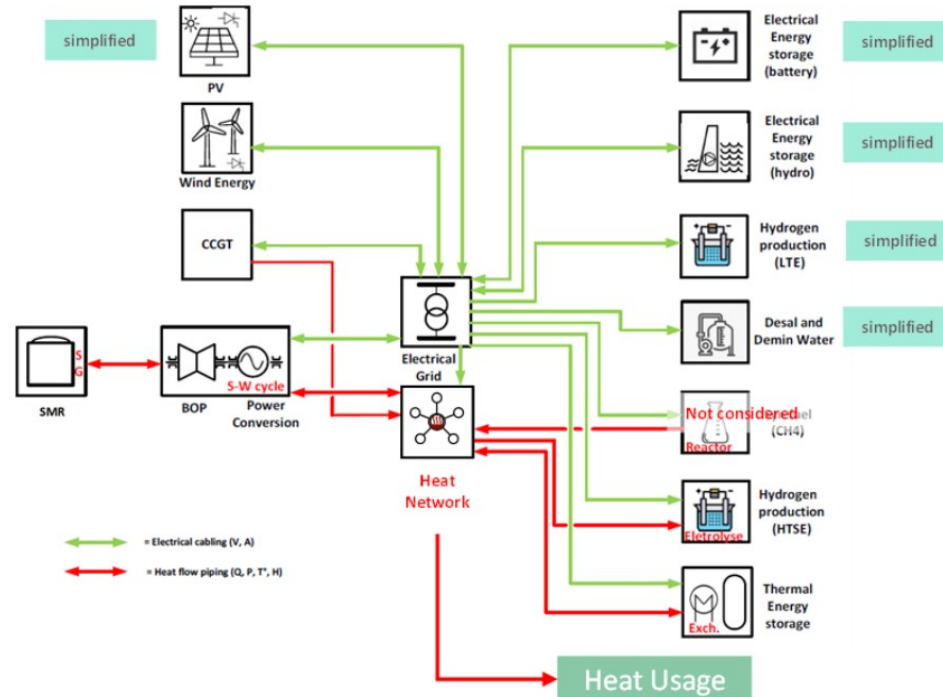 simplified
PV
Wind Energy
CCGT
SMR
S
G
BOP
S-W cycle
Power
Conversion
Electrical
Grid
Heat
Network
Electrical
Energy
storage
(battery)
simplified
Electrical
Energy
storage
(hydro)
simplified
Hydrogen
production
(LTE)
simplified
Desal and
Demin Water
simplified
Not considered
(CH4)
Reactor
Hydrogen
production
(HTSE)
Eletrolyse
Thermal
Energy
storage
Exch.
= Electrical cabling (V, A)
= Heat flow piping (Q, P, T°, H)
Heat Usage